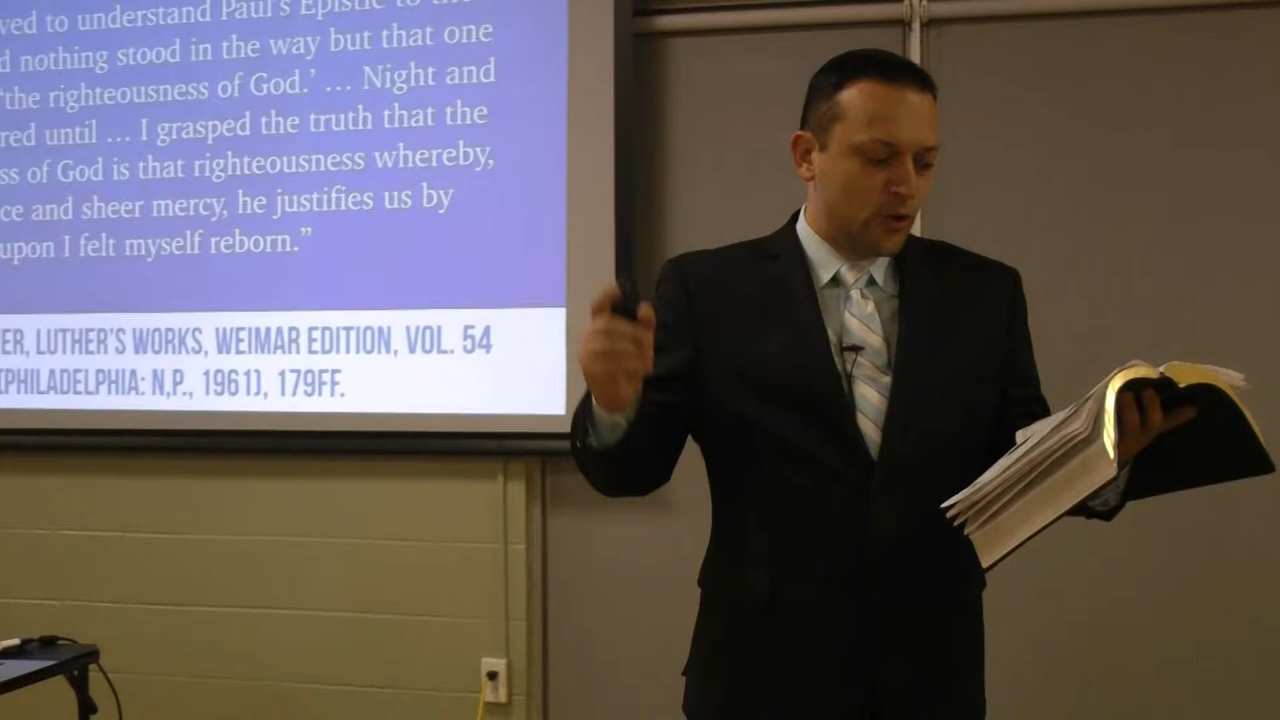 ved to understand Paul's Epistle to the
d nothing stood in the way but that one
'the righteousness of God.' … Night and
red until … I grasped the truth that the
ss of God is that righteousness whereby,
ce and sheer mercy, he justifies us by
upon I felt myself reborn."
ER, LUTHER'S WORKS, WEIMAR EDITION, VOL. 54
(PHILADELPHIA: N,P., 1961), 179FF.